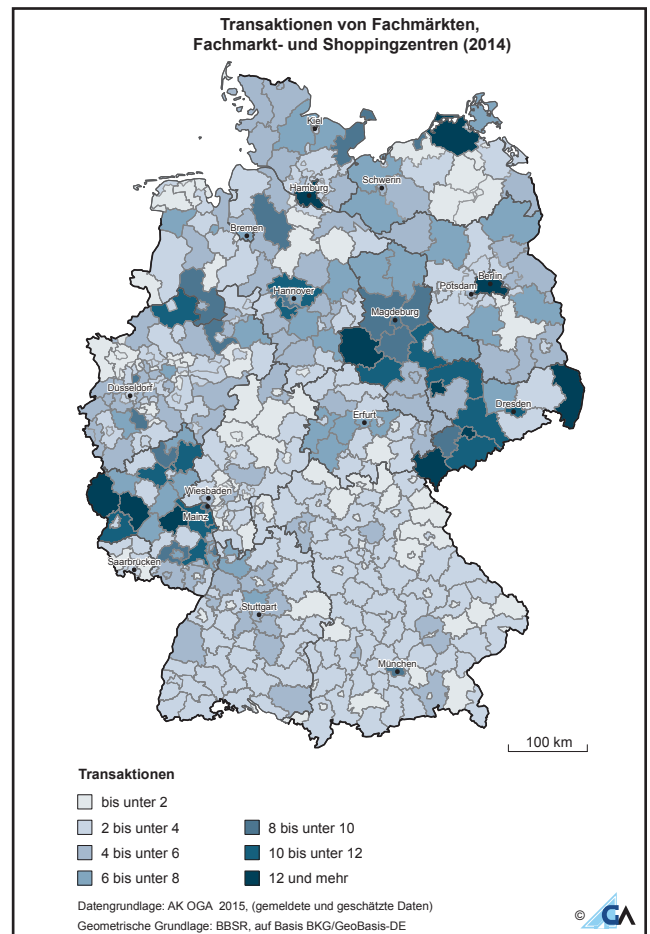 Transaktionen von Fachmärkten,
Fachmarkt- und Shoppingzentren (2014)
Kiel
Schwerin
Hamburg
Bremen
Berlin
Potsdam
Hannover
Magdeburg
Düsseldorf
Dresden
Erfurt
Wiesbaden
Mainz
Saarbrücken
Stuttgart
München
100 km
Transaktionen
bis unter 2
2 bis unter 4
4 bis unter 6
6 bis unter 8
8 bis unter 10
10 bis unter 12
12 und mehr
Datengrundlage: AK OGA 2015, (gemeldete und geschätzte Daten)
Geometrische Grundlage: BBSR, auf Basis BKG/GeoBasis-DE
© GA